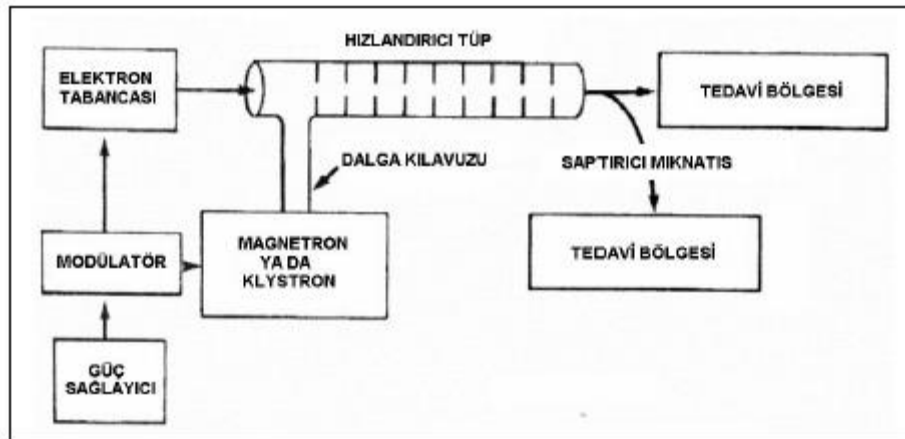 HIZLANDIRICI TÜP
ELEKTRON
TABANCASI
TEDAVİ BÖLGESİ
DALGA KILAVUZU
SAPTIRICI MIKNATIS
MAGNETRON
YA DA
KLYSTRON
MODÜLATÖR
TEDAVİ BÖLGESİ
GÜÇ
SAĞLAYICI